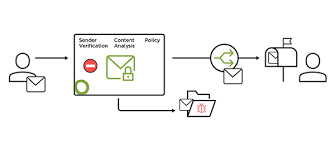 Sender Content Policy
Verification Analysis